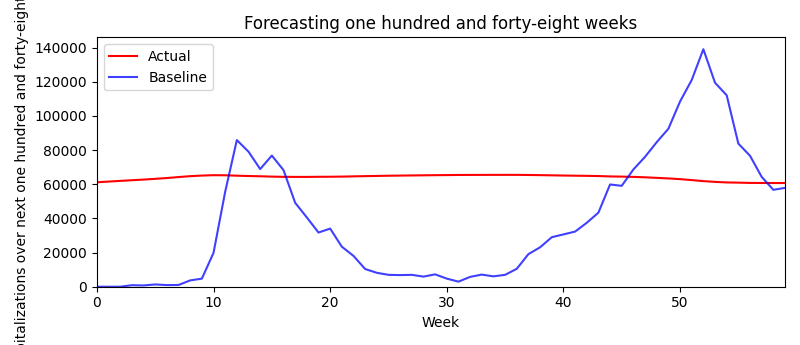 Forecasting one hundred and forty-eight weeks
over next one hundred and forty-eight
140000
120000
100000
80000
60000
40000
20000
0
Actual
Baseline
0 10 20 30 40 50
Week